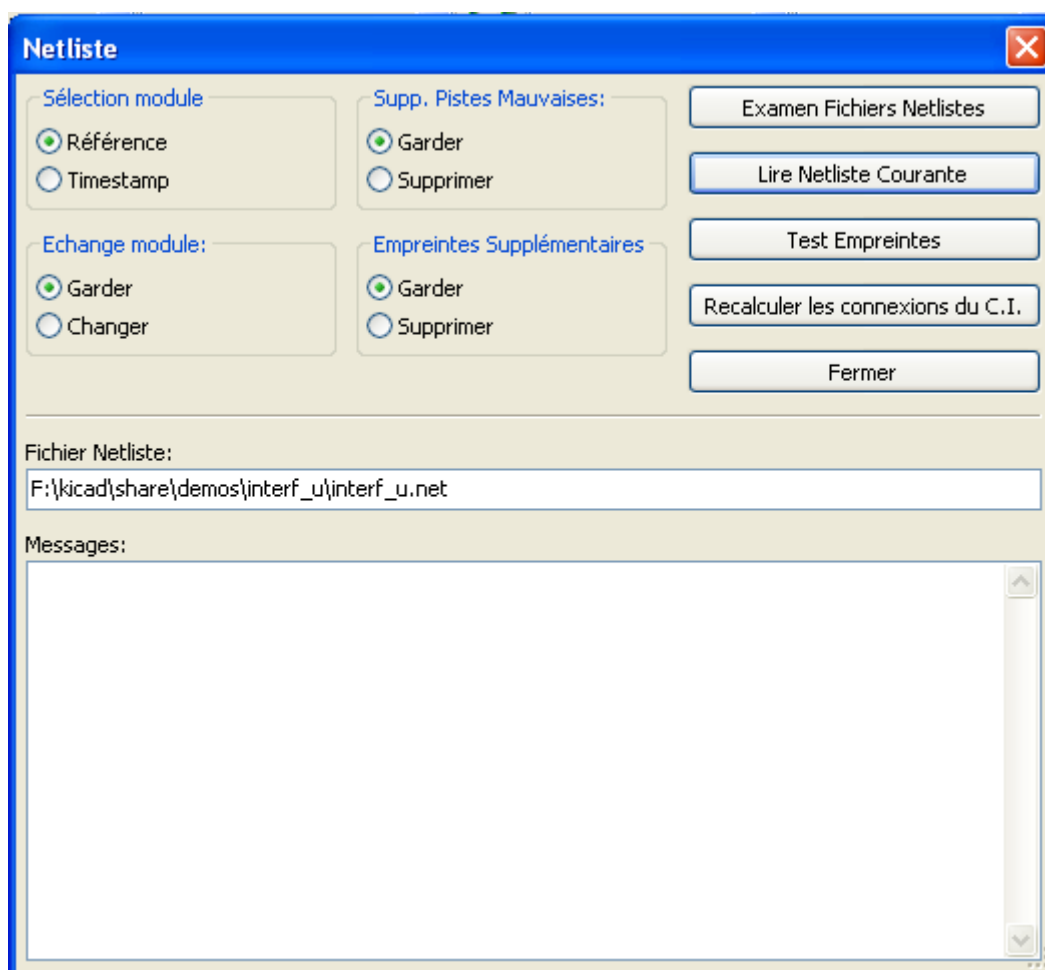 Netliste
Sélection module
Référence
Timestamp
Supp. Pistes Mauvaises:
Garder
Supprimer
Echange module:
Garder
Changer
Empreintes Supplémentaires
Garder
Supprimer
Examen Fichiers Netlistes
Lire Netliste Courante
Test Empreintes
Recalculer les connexions du C.I.
Fermer
Fichier Netliste:
F:\kicad\share\demos\interf_u\interf_u.net
Messages: